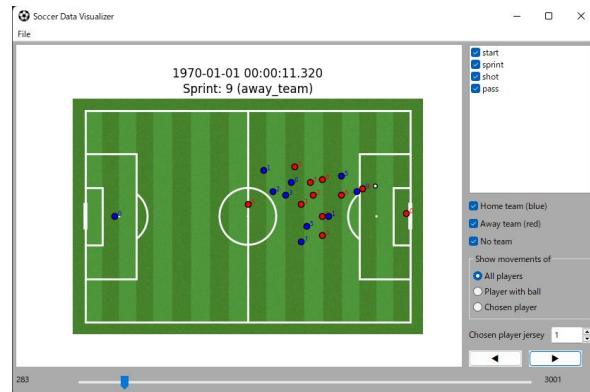 Soccer Data Visualizer
File
1970-01-01 00:00:11.320
Sprint: 9 (away_team)
start
sprint
shot
pass
Home team (blue)
Away team (red)
No team
Show movements of
All players
Player with ball
Chosen player
Chosen player jersey 1
283
3001